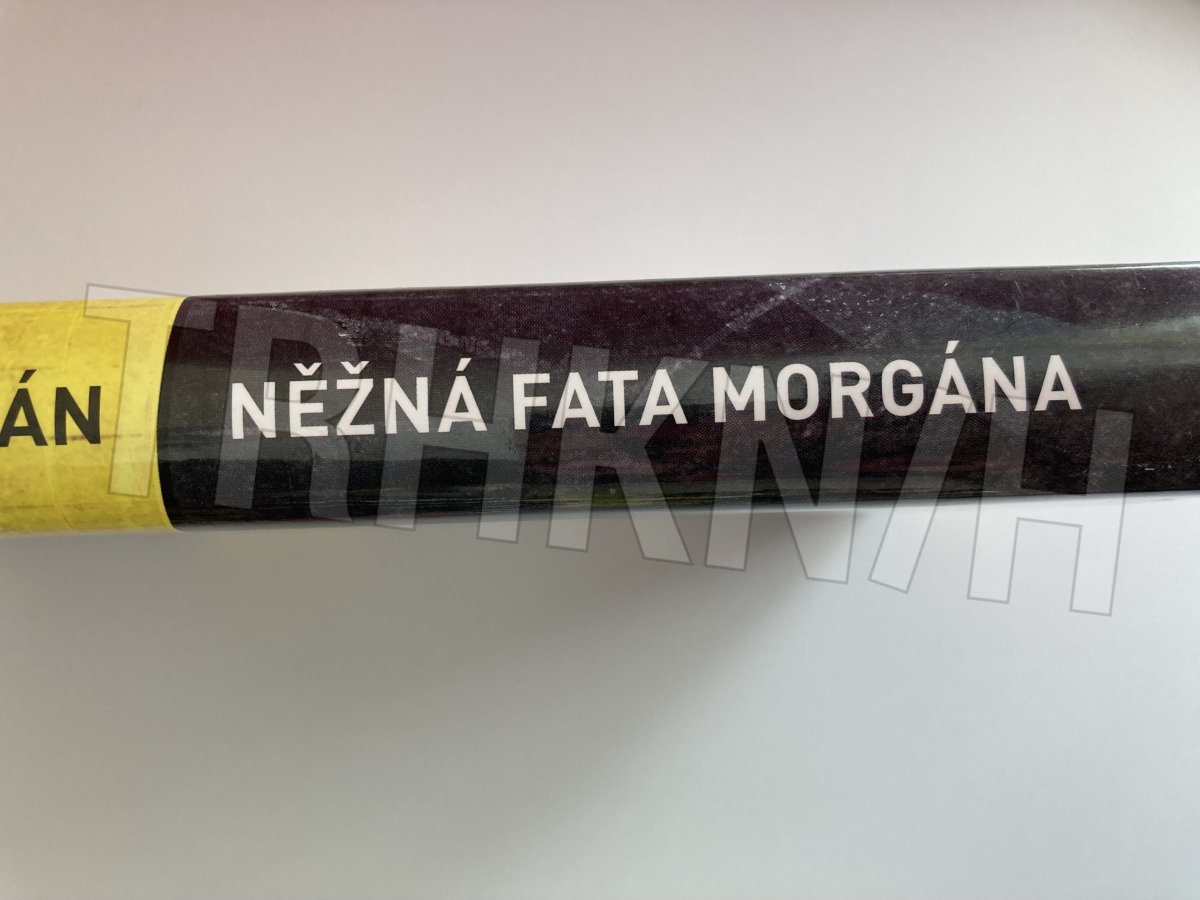 ÁN NĚŽNÁ FATA MORGÁNA
TRHKNIH